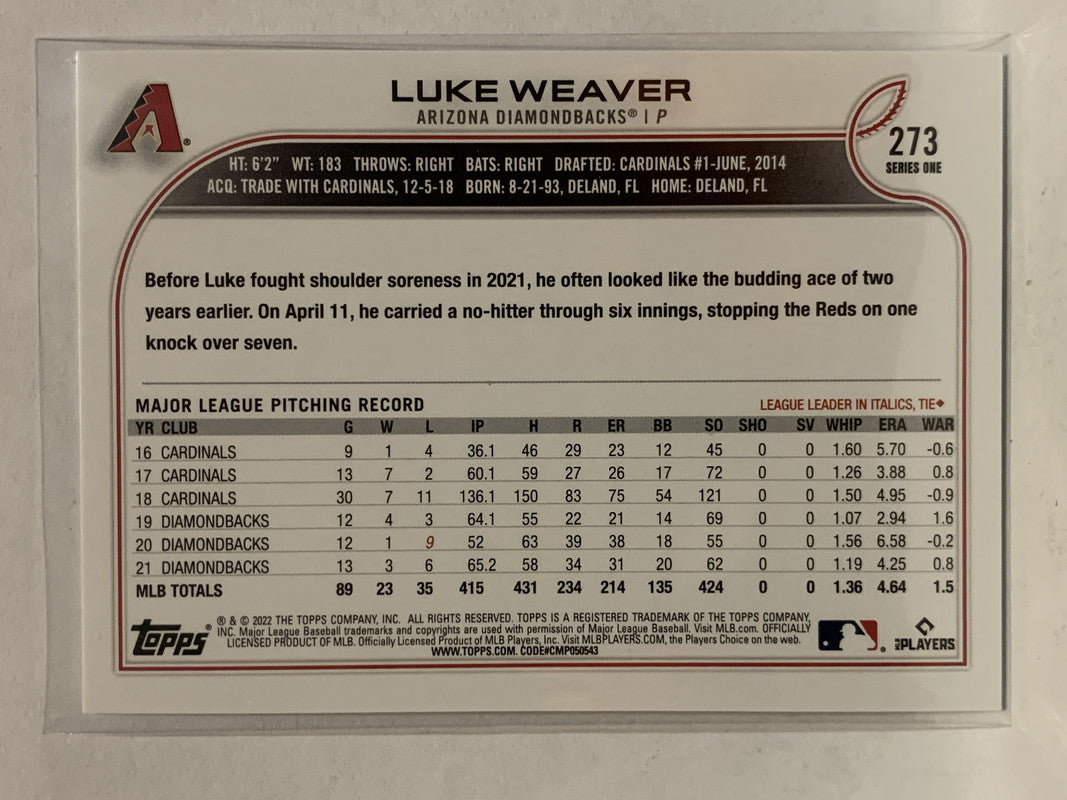 LUKE WEAVER
ARIZONA DIAMONDBACKS® | P
273
SERIES ONE
HT: 6'2" WT: 183 THROWS: RIGHT BATS: RIGHT DRAFTED: CARDINALS #1-JUNE, 2014
ACQ: TRADE WITH CARDINALS, 12-5-18 BORN: 8-21-93, DELAND, FL HOME: DELAND, FL
Before Luke fought shoulder soreness in 2021, he often looked like the budding ace of two
years earlier. On April 11, he carried a no-hitter through six innings, stopping the Reds on one
knock over seven.
MAJOR LEAGUE PITCHING RECORD LEAGUE LEADER IN ITALICS, TIE◆
YR CLUB G W L IP H R ER BB SO SHO SV WHIP ERA WAR
16 CARDINALS 9 1 4 36.1 46 29 23 12 45 0 0 1.60 5.70 -0.6
17 CARDINALS 13 7 2 60.1 59 27 26 17 72 0 0 1.26 3.88 0.8
18 CARDINALS 30 7 11 136.1 150 83 75 54 121 0 0 1.50 4.95 -0.9
19 DIAMONDBACKS 12 4 3 64.1 55 22 21 14 69 0 0 1.07 2.94 1.6
20 DIAMONDBACKS 12 1 9 52 63 39 38 18 55 0 0 1.56 6.58 -0.2
21 DIAMONDBACKS 13 3 6 65.2 58 34 31 20 62 0 0 1.19 4.25 0.8
MLB TOTALS 89 23 35 415 431 234 214 135 424 0 0 1.36 4.64 1.5
topps®
® & © 2022 THE TOPPS COMPANY, INC. ALL RIGHTS RESERVED. TOPPS IS A REGISTERED TRADEMARK OF THE TOPPS COMPANY,
INC. Major League Baseball trademarks and copyrights are used with permission of Major League Baseball. Visit MLB.com. OFFICIALLY
LICENSED PRODUCT OF MLB. Officially Licensed Product of MLB Players, Inc. Visit MLBPLAYERS.COM, the Players Choice on the web.
WWW.TOPPS.COM. CODE#CMP050543
MLB PLAYERS